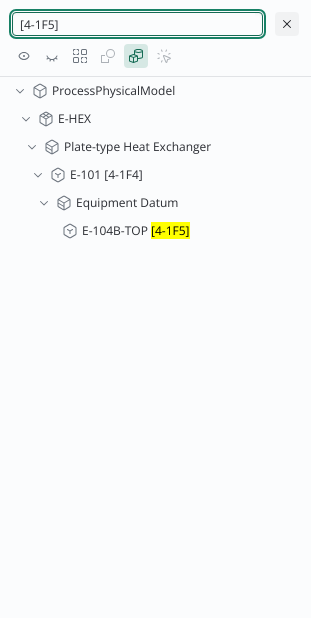 [4-1F5]
ProcessPhysicalModel
E-HEX
Plate-type Heat Exchanger
E-101 [4-1F4]
Equipment Datum
E-104B-TOP [4-1F5]